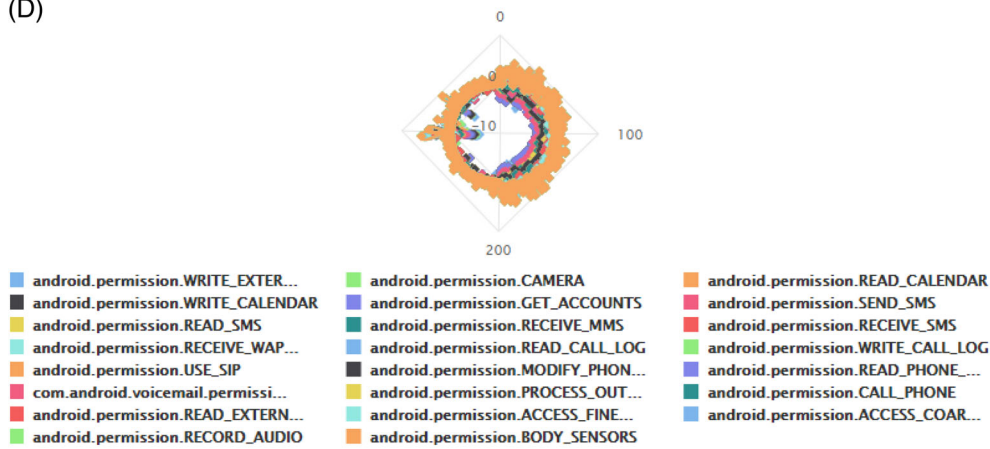 (D)
0
0
-10
100
200
android.permission.WRITE_EXTER... android.permission.CAMERA android.permission.READ_CALENDAR
android.permission.WRITE_CALENDAR android.permission.GET_ACCOUNTS android.permission.SEND_SMS
android.permission.READ_SMS android.permission.RECEIVE_MMS android.permission.RECEIVE_SMS
android.permission.RECEIVE_WAP... android.permission.READ_CALL_LOG android.permission.WRITE_CALL_LOG
android.permission.USE_SIP android.permission.MODIFY_PHON... android.permission.READ_PHONE_...
com.android.voicemail.permissi... android.permission.PROCESS_OUT... android.permission.CALL_PHONE
android.permission.READ_EXTERN... android.permission.ACCESS_FINE... android.permission.ACCESS_COAR...
android.permission.RECORD_AUDIO android.permission.BODY_SENSORS